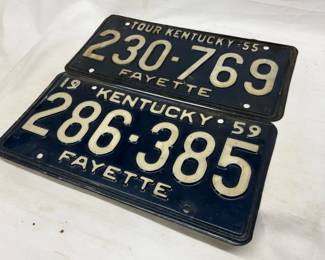 TOUR KENTUCKY 55
230-769
FAYETTE
19 KENTUCKY 59
286-385
FAYETTE